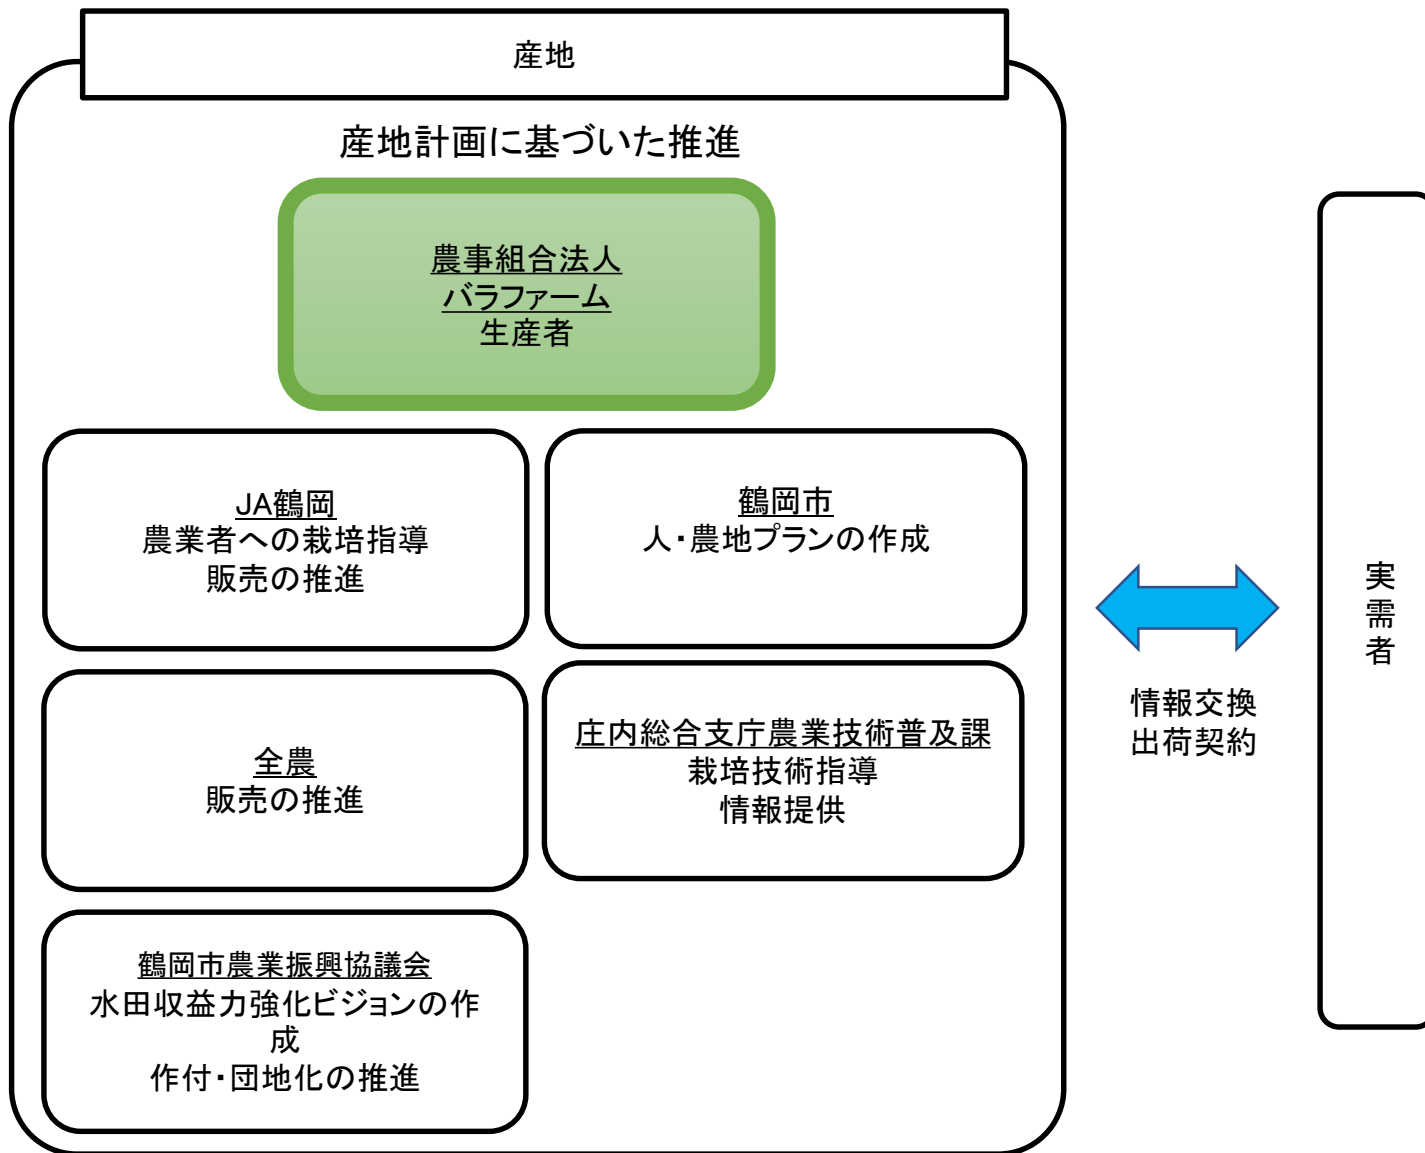 産地
産地計画に基づいた推進
農事組合法人
バラファーム
生産者
JA鶴岡
農業者への栽培指導
販売の推進
鶴岡市
人・農地プランの作成
全農
販売の推進
庄内総合支庁農業技術普及課
栽培技術指導
情報提供
鶴岡市農業振興協議会
水田収益力強化ビジョンの作
成
作付・団地化の推進
情報交換
出荷契約
実需者